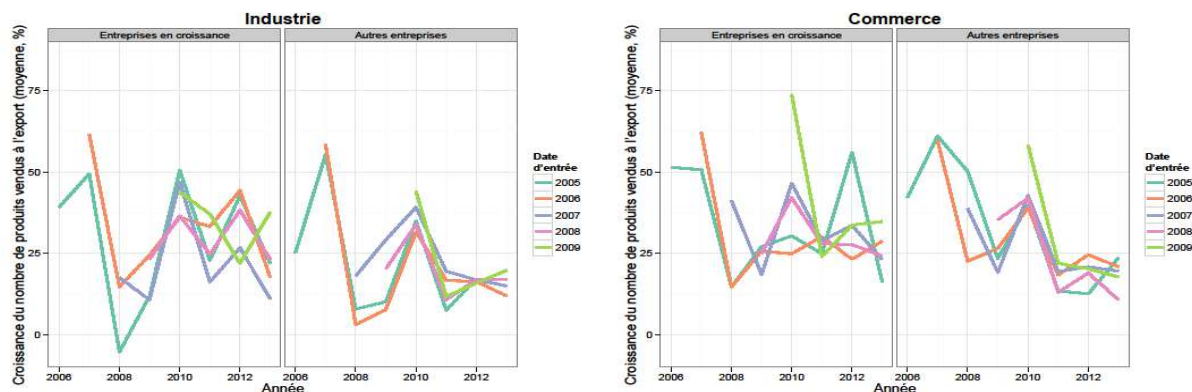 Industrie
Entreprises en croissance
Autres entreprises
Croissance du nombre de produits vendus à l'export (moyenne, %)
75
50
25
0
2006
2008
2010
2012
2006
2008
2010
2012
Année
Date
d'entrée
2005
2006
2007
2008
2009
Commerce
Entreprises en croissance
Autres entreprises
Croissance du nombre de produits vendus à l'export (moyenne, %)
75
50
25
0
2006
2008
2010
2012
2006
2008
2010
2012
Année
Date
d'entrée
2005
2006
2007
2008
2009